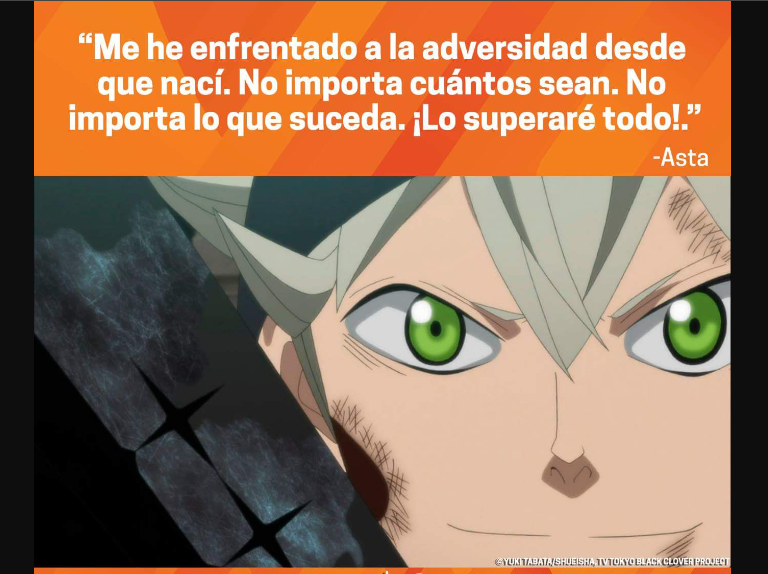 “Me he enfrentado a la adversidad desde
que nací. No importa cuántos sean. No
importa lo que suceda. ¡Lo superaré todo!.”
-Asta
©YUKI TABATA/SHUEISHA, TV TOKYO BLACK CLOVER PROJECT